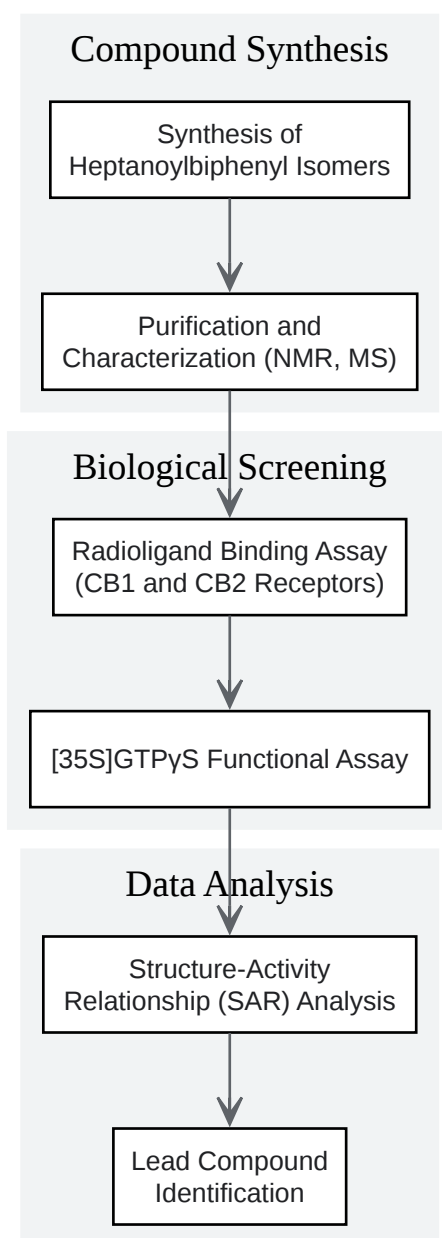 Compound Synthesis
Synthesis of
Heptanoylbiphenyl Isomers
Purification and
Characterization (NMR, MS)
Biological Screening
Radioligand Binding Assay
(CB1 and CB2 Receptors)
[35S]GTPγS Functional Assay
Data Analysis
Structure-Activity
Relationship (SAR) Analysis
Lead Compound
Identification